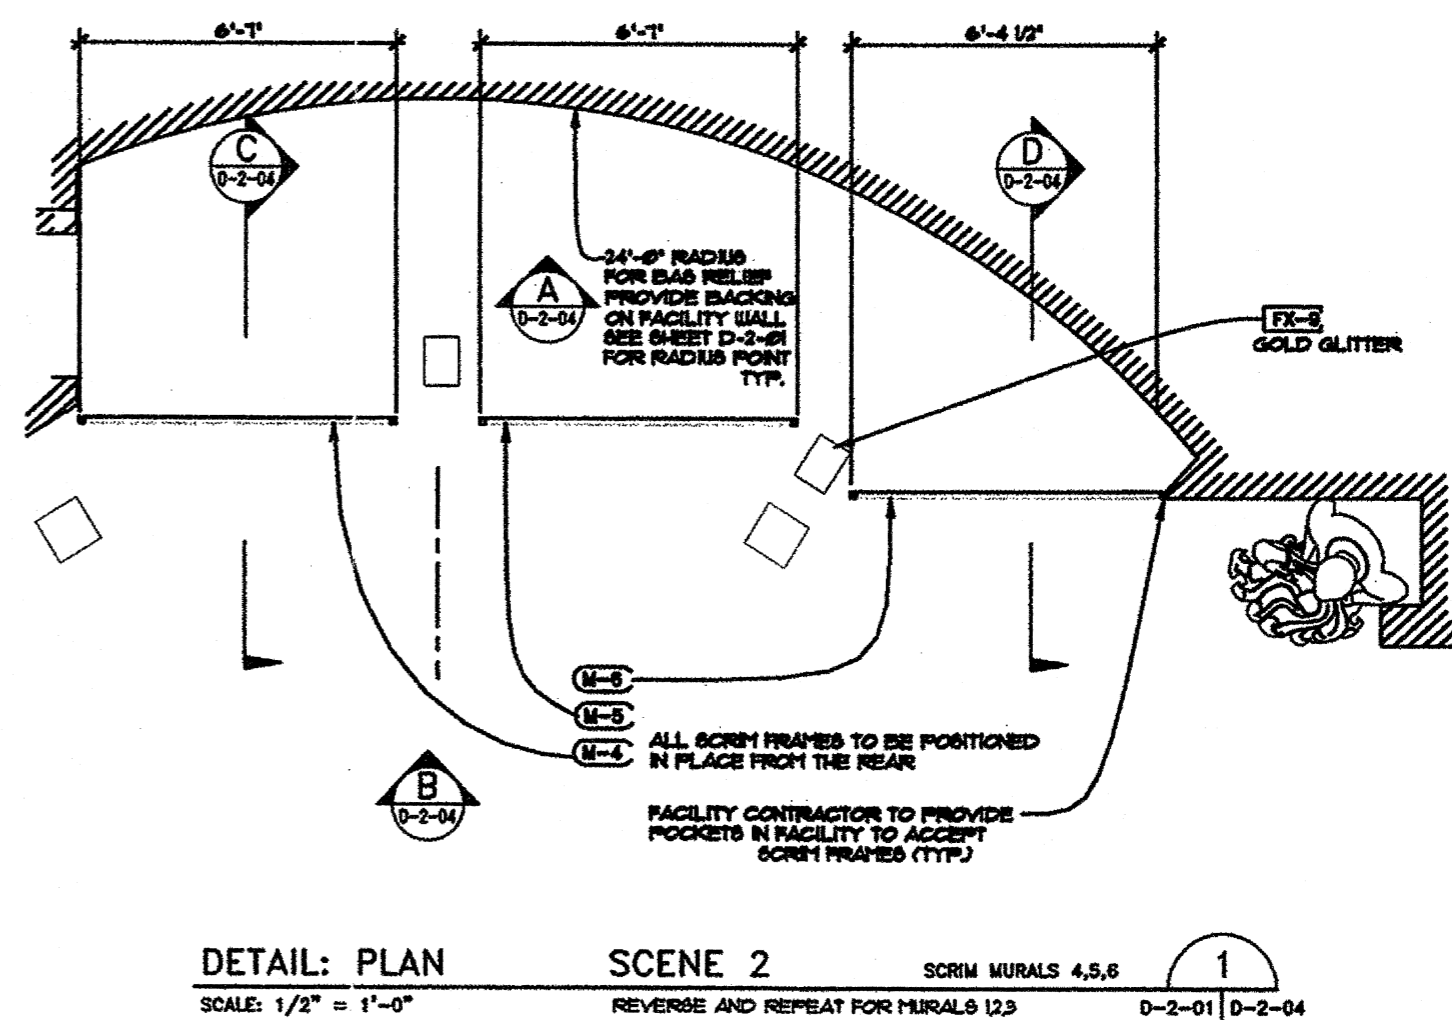 6'-7"
6'-7"
6'-4 1/2"
C
D-2-04
D
D-2-04
A
D-2-04
24'-0" RADIUS
FOR BAS RELIEF
PROVIDE BACKING
ON FACILITY WALL
SEE SHEET D-2-01
FOR RADIUS POINT
TYP.
FX-9
GOLD GLITTER
M-6
M-5
M-4
ALL SCRIM FRAMES TO BE POSITIONED
IN PLACE FROM THE REAR
B
D-2-04
FACILITY CONTRACTOR TO PROVIDE
POCKETS IN FACILITY TO ACCEPT
SCRIM FRAMES (TYP.)
DETAIL: PLAN SCENE 2 SCRIM MURALS 4,5,6 1
SCALE: 1/2" = 1'-0" REVERSE AND REPEAT FOR MURALS 1,2,3 D-2-01 D-2-04